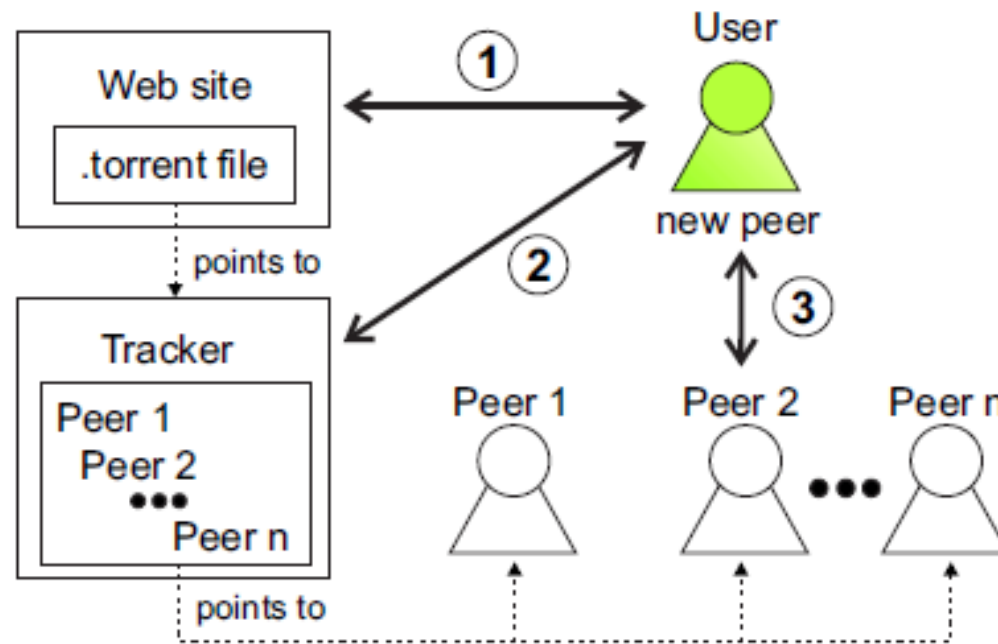 User
1
Web site
.torrent file
new peer
points to
2
3
Tracker
Peer 1
Peer 2
Peer n
Peer 1
Peer 2
Peer n
points to